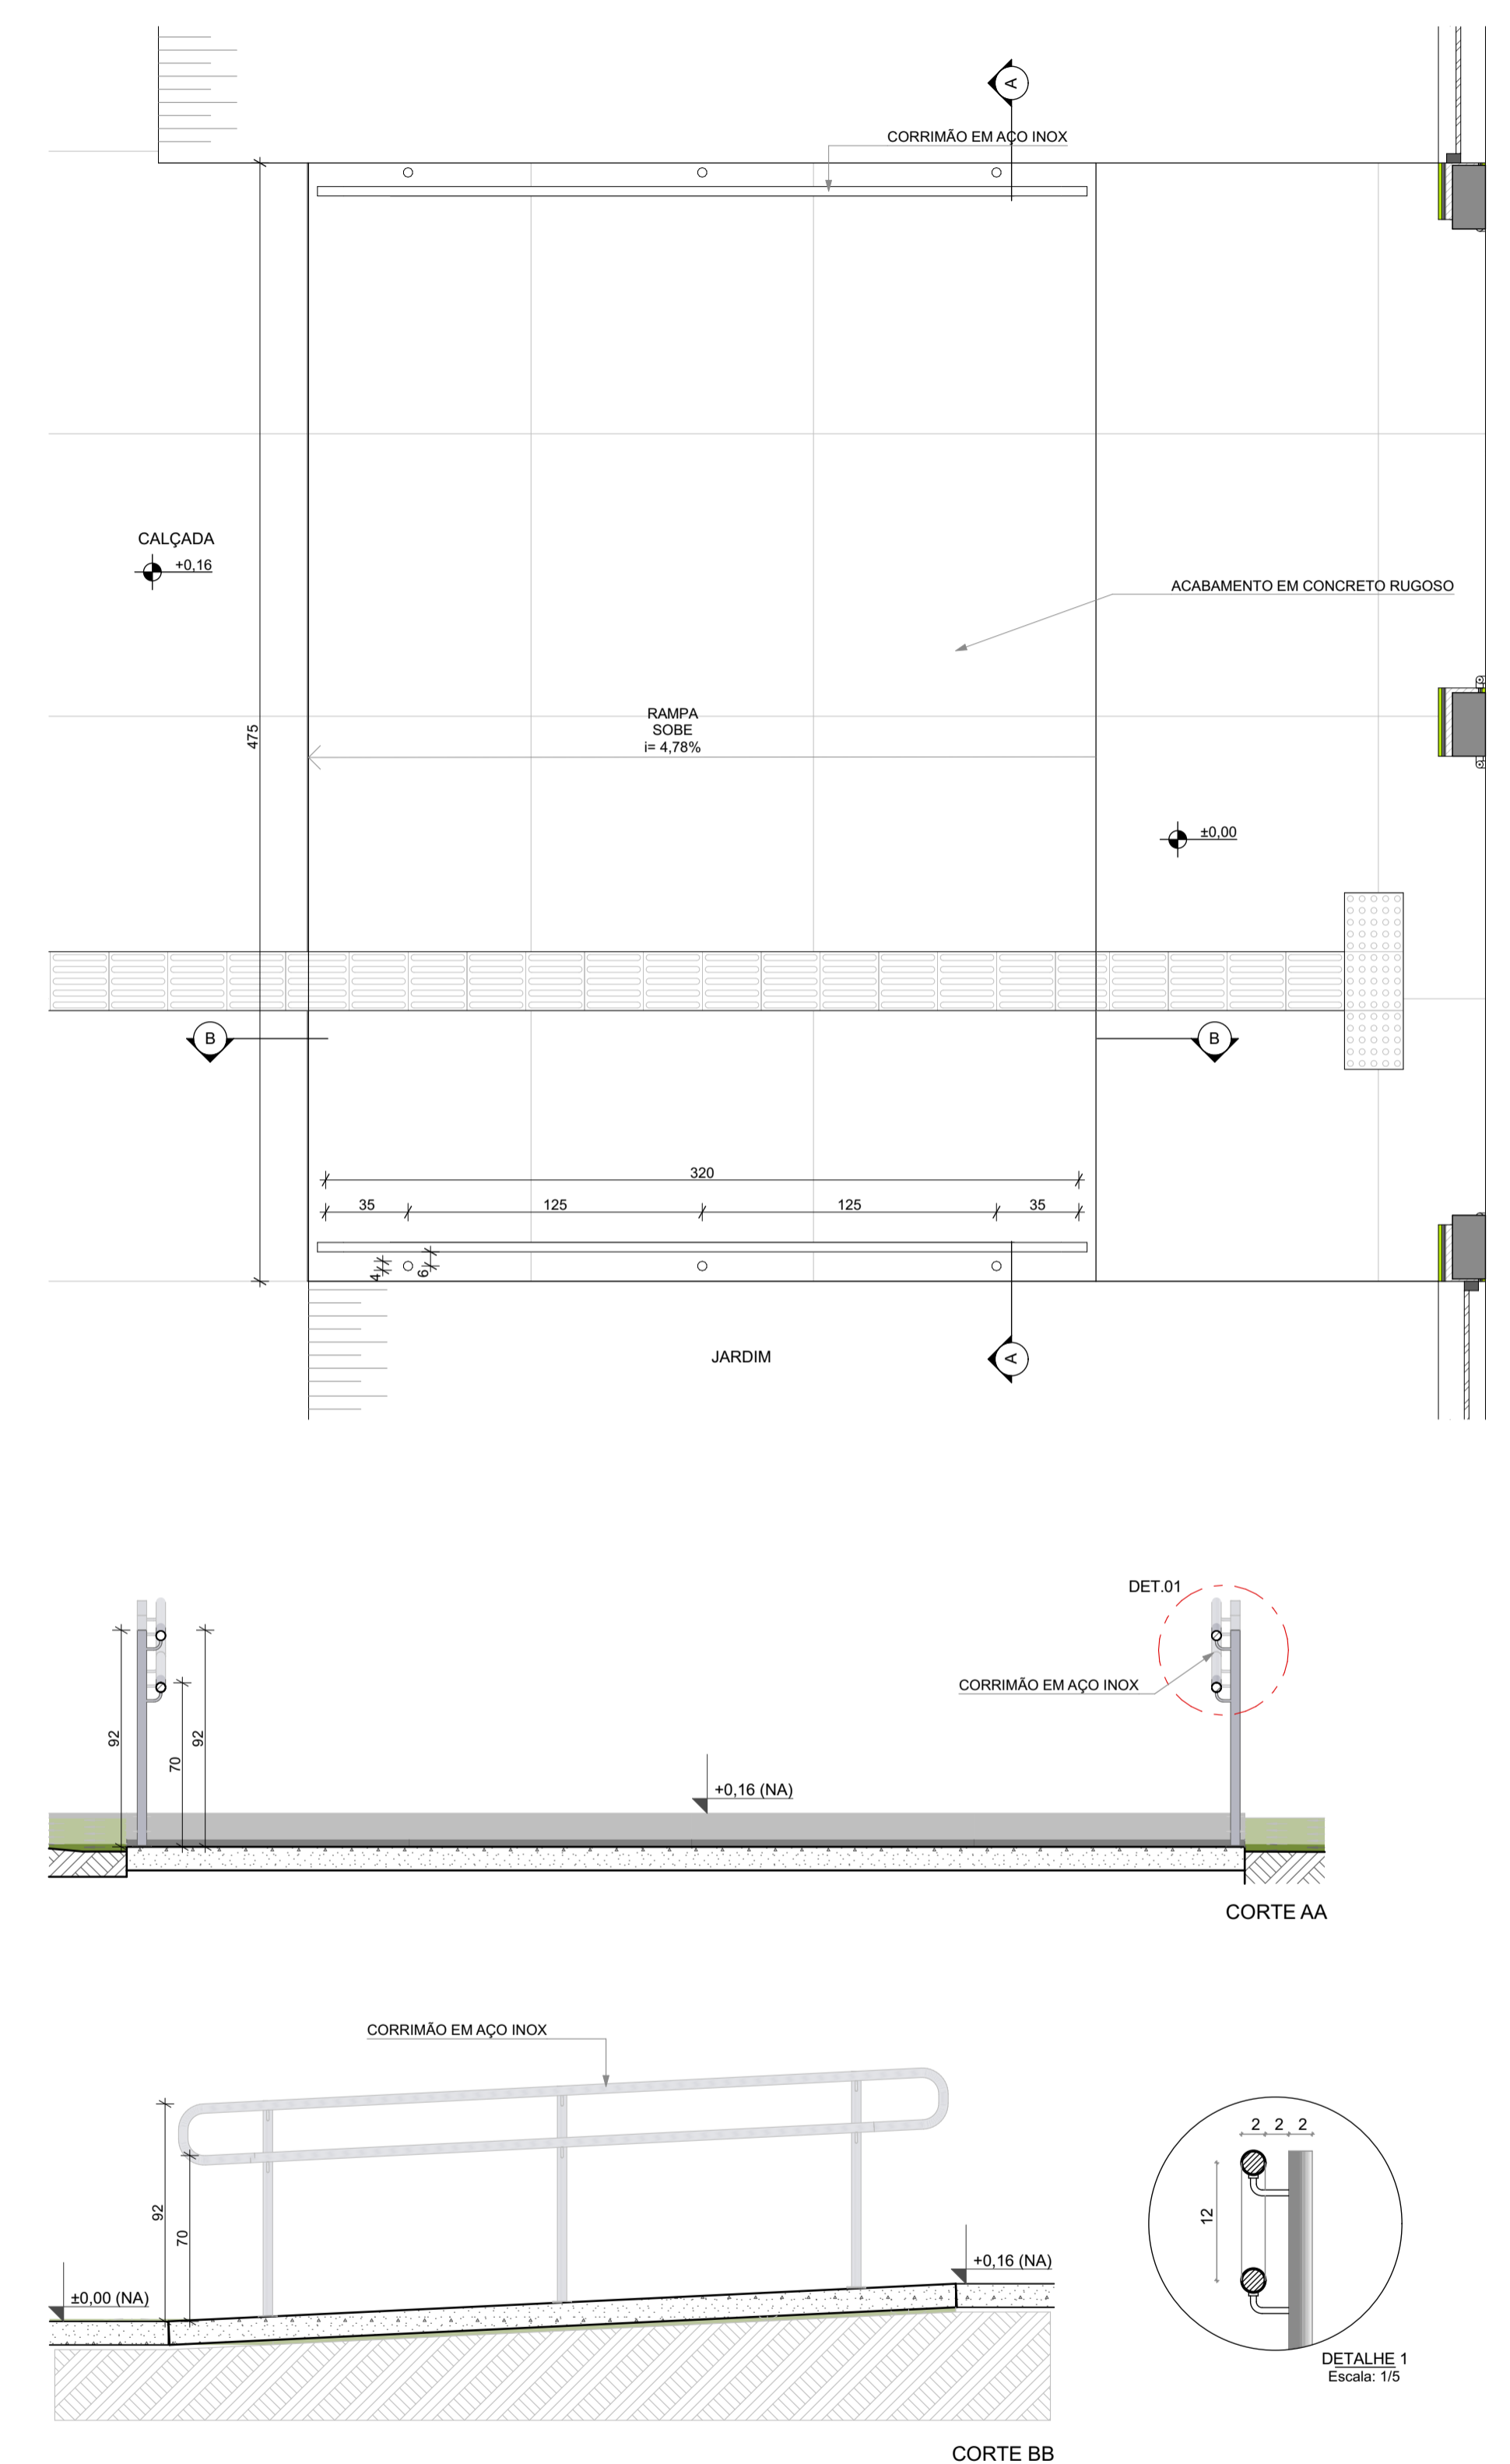 A
CORRIMÃO EM AÇO INOX
CALÇADA
+0,16
ACABAMENTO EM CONCRETO RUGOSO
475
RAMPA
SOBE
i= 4,78%
±0,00
B
B
320
35
125
125
35
4
6
JARDIM
A
DET.01
CORRIMÃO EM AÇO INOX
92
70
92
+0,16 (NA)
CORTE AA
CORRIMÃO EM AÇO INOX
92
70
±0,00 (NA)
+0,16 (NA)
2
2
2
12
DETALHE 1
Escala: 1/5
CORTE BB